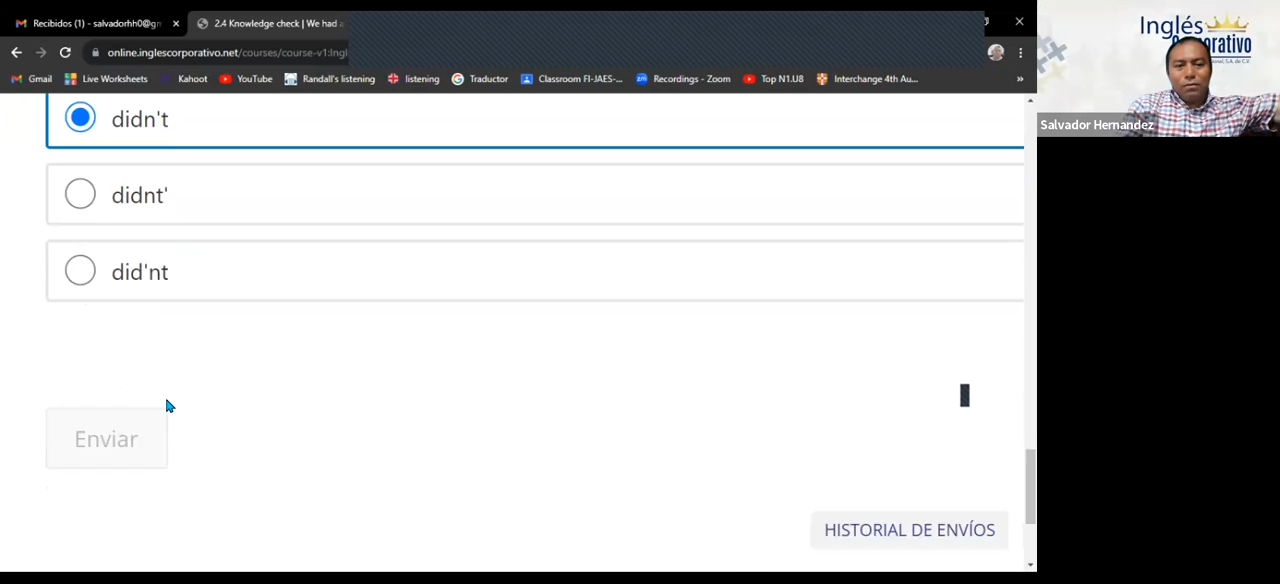 Recibidos (1) - salvadorhh0@gm
2.4 Knowledge check | We had a
online.inglescorporativo.net/courses/course-v1:Ingl
Gmail Live Worksheets Kahoot YouTube Randall's listening listening Traductor Classroom FI-JAES-... Recordings - Zoom Top N1.U8 Interchange 4th Au... »
didn't
didnt'
did'nt
Enviar
HISTORIAL DE ENVÍOS
Inglés
Salvador Hernandez